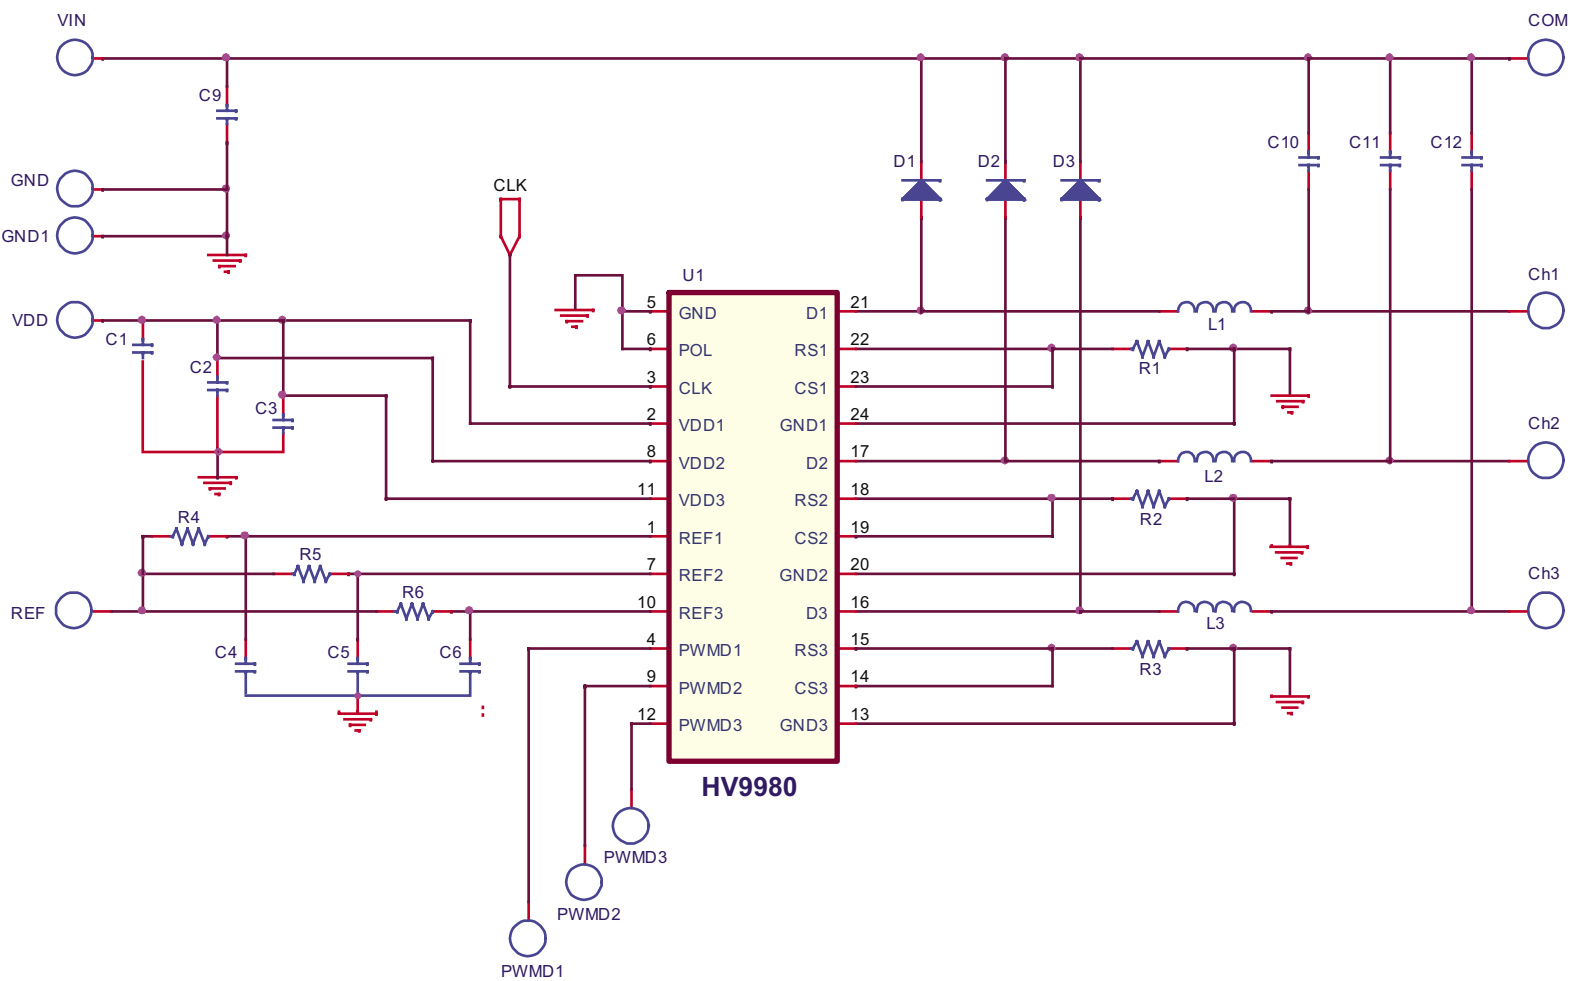 VIN
COM
C9
C10
C11
C12
D1
D2
D3
GND
CLK
GND1
U1
Ch1
VDD
5
GND
D1
21
C1
L1
6
POL
RS1
22
R1
C2
3
CLK
CS1
23
C3
2
VDD1
GND1
24
Ch2
8
VDD2
D2
17
L2
11
VDD3
RS2
18
R4
R2
1
REF1
CS2
19
R5
7
REF2
GND2
20
Ch3
R6
REF
10
REF3
D3
16
L3
C4
C5
C6
4
PWMD1
RS3
15
R3
9
PWMD2
CS3
14
12
PWMD3
GND3
13
HV9980
PWMD3
PWMD2
PWMD1